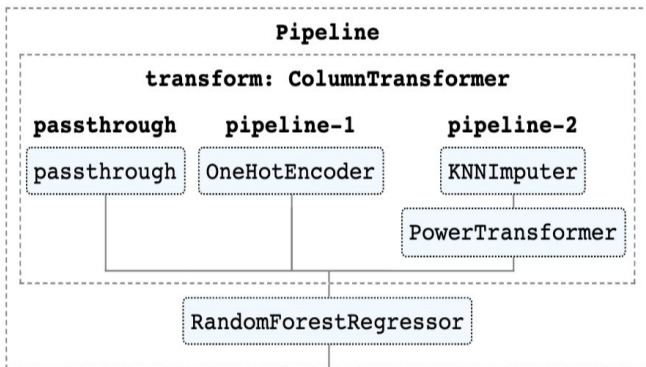 Pipeline
transform: ColumnTransformer
passthrough pipeline-1 pipeline-2
passthrough OneHotEncoder KNNImputer
PowerTransformer
RandomForestRegressor